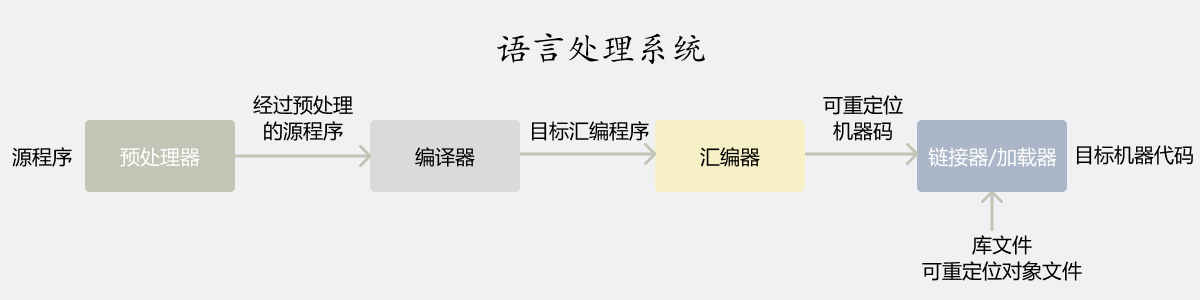 语言处理系统
源程序
预处理器
经过预处理
的源程序
编译器
目标汇编程序
汇编器
可重定位
机器码
链接器/加载器
目标机器代码
库文件
可重定位对象文件